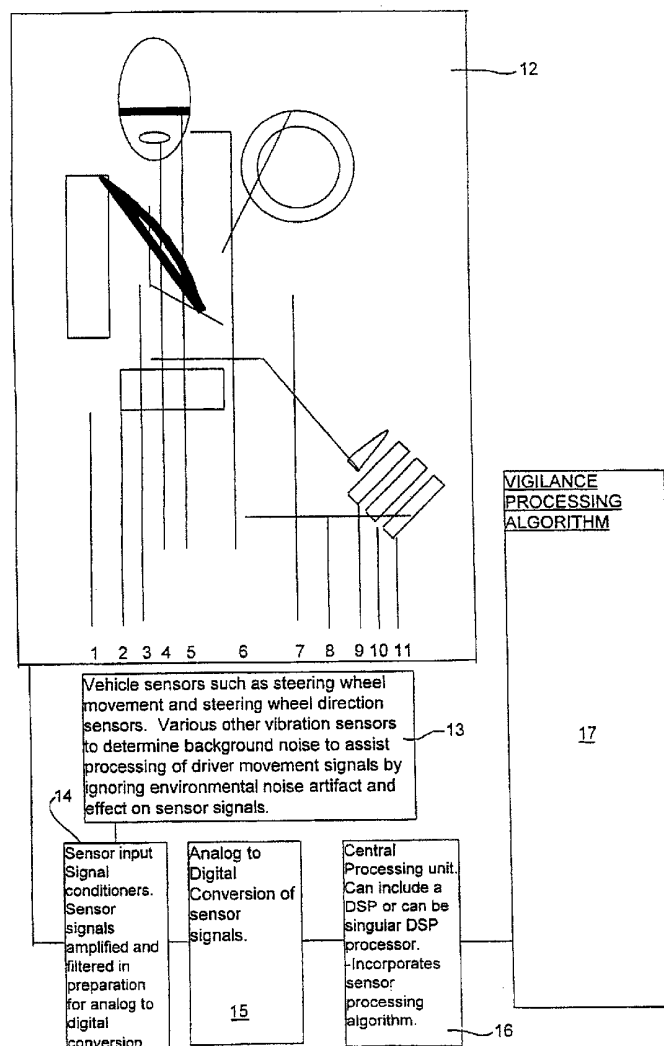 12
VIGILANCE
PROCESSING
ALGORITHM
1 2 3 4 5 6 7 8 9 10 11
Vehicle sensors such as steering wheel
movement and steering wheel direction
sensors. Various other vibration sensors
to determine background noise to assist
processing of driver movement signals by
ignoring environmental noise artifact and
effect on sensor signals.
13
17
14
Sensor input
Signal
conditioners.
Sensor
signals
amplified and
filtered in
preparation
for analog to
digital
conversion
Analog to
Digital
Conversion of
sensor
signals.
15
Central
Processing unit.
Can include a
DSP or can be
singular DSP
processor.
-Incorporates
sensor
processing
algorithm.
16